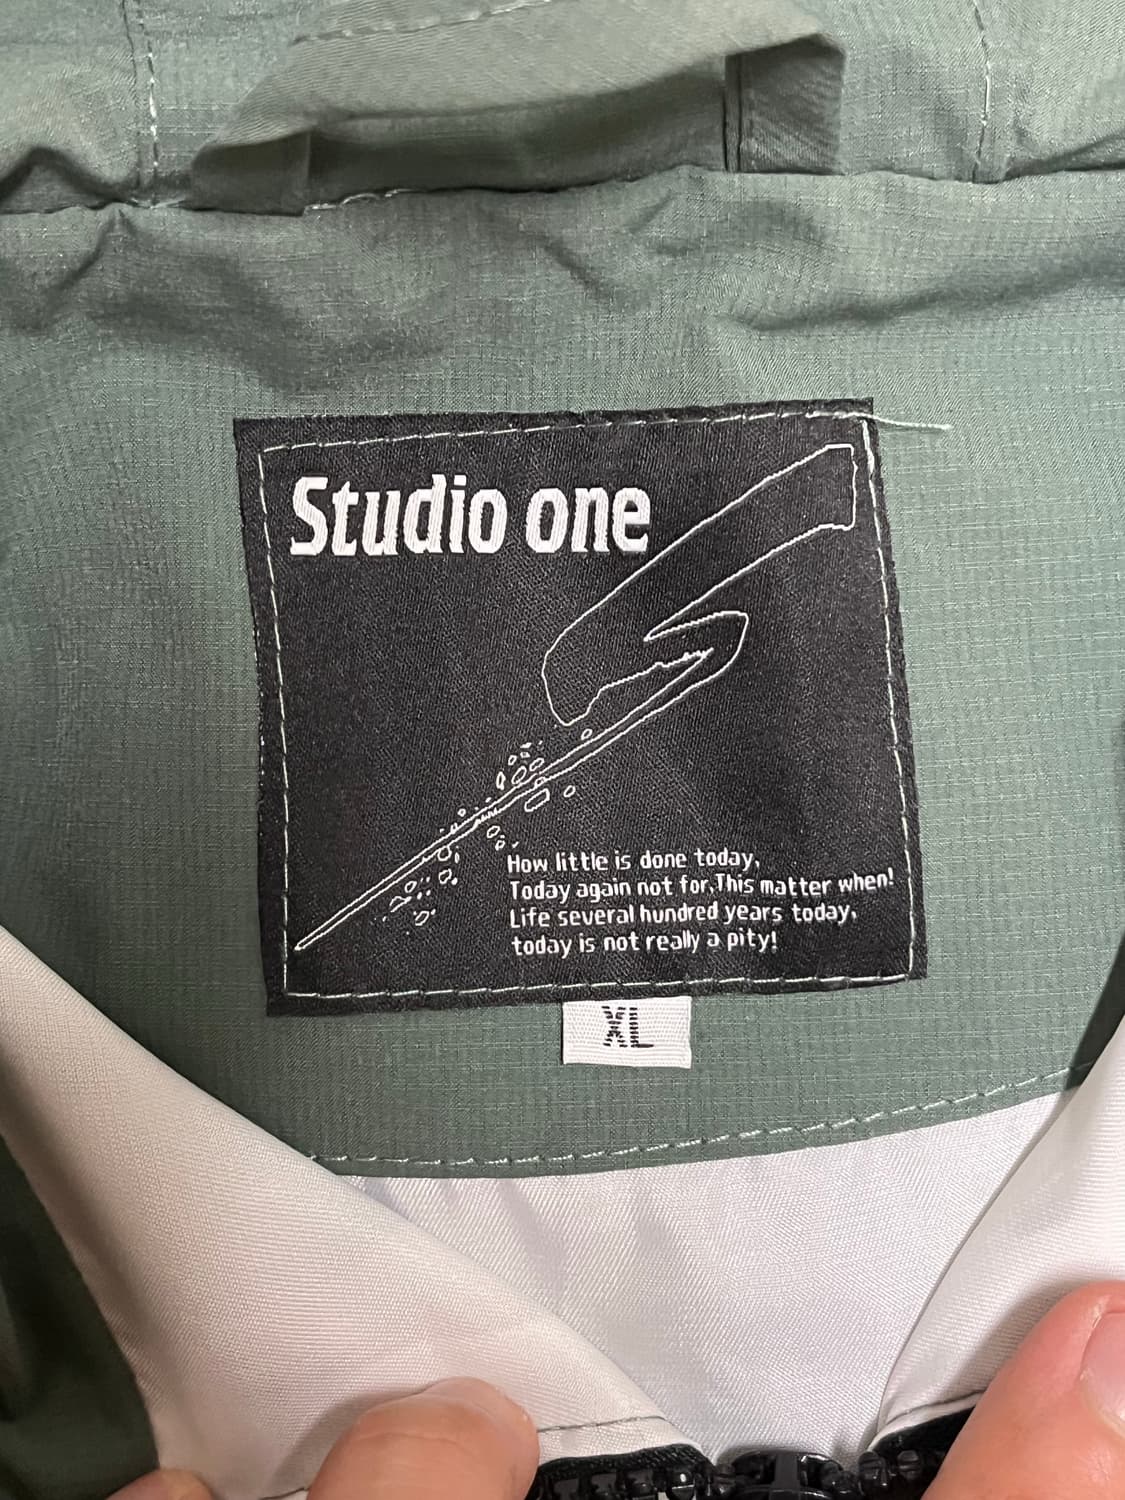 Studio one
How little is done today,
Today again not for,This matter when!
Life several hundred years today,
today is not really a pity!
XL